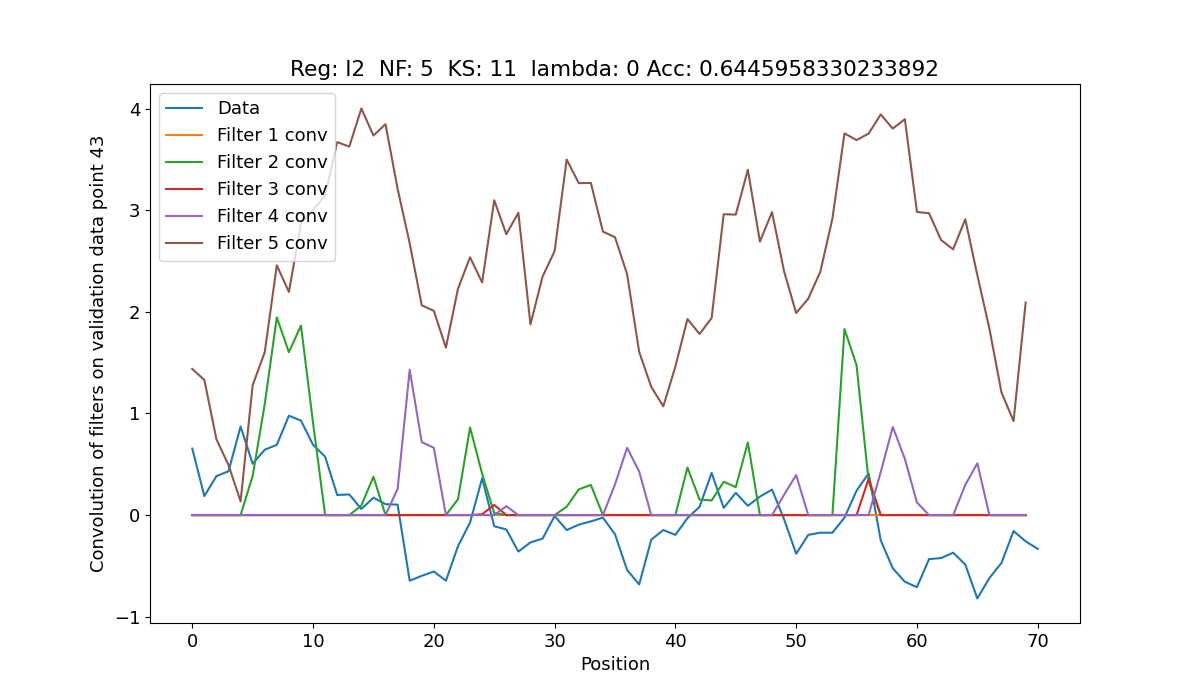 Reg: l2  NF: 5  KS: 11  lambda: 0 Acc: 0.6445958330233892
Data
Filter 1 conv
Filter 2 conv
Filter 3 conv
Filter 4 conv
Filter 5 conv
Convolution of filters on validation data point 43
4
3
2
1
0
−1
0 10 20 30 40 50 60 70
Position